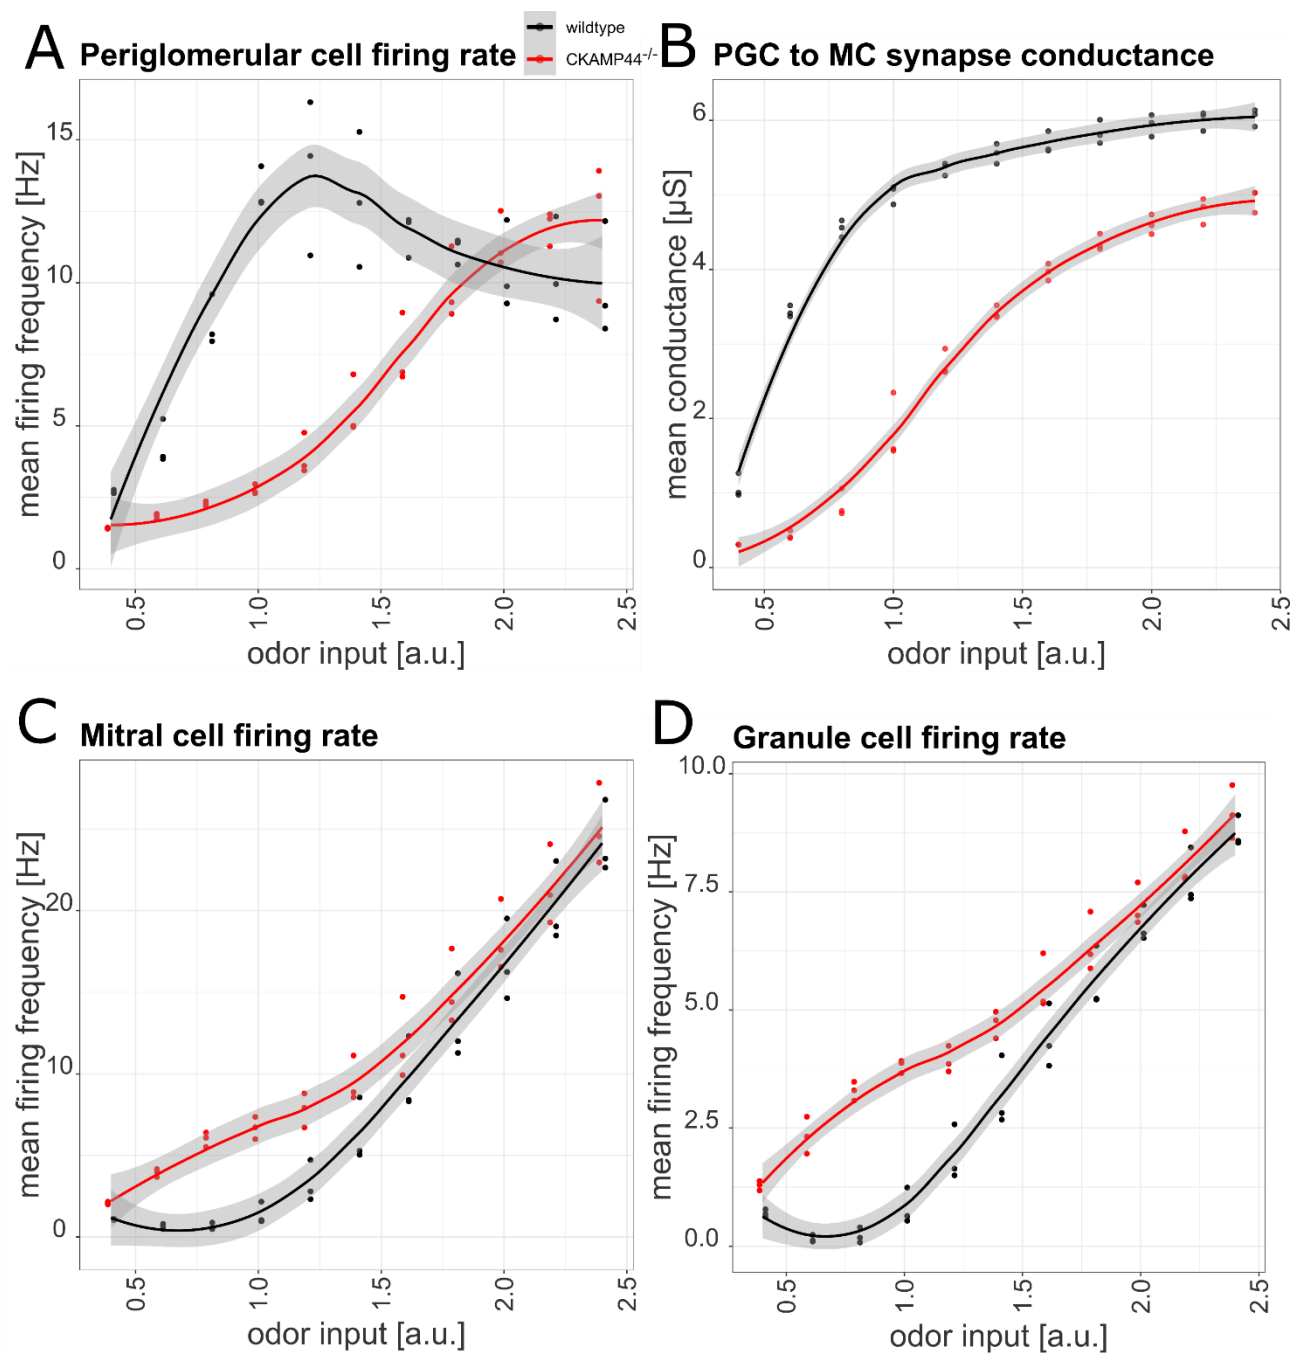 A Periglomerular cell firing rate
wildtype
CKAMP44-/-
mean firing frequency [Hz]
15
10
5
0
0.5 1.0 1.5 2.0 2.5
odor input [a.u.]
B PGC to MC synapse conductance
mean conductance [µS]
6
4
2
0
0.5 1.0 1.5 2.0 2.5
odor input [a.u.]
C Mitral cell firing rate
mean firing frequency [Hz]
20
10
0
0.5 1.0 1.5 2.0 2.5
odor input [a.u.]
D Granule cell firing rate
mean firing frequency [Hz]
10.0
7.5
5.0
2.5
0.0
0.5 1.0 1.5 2.0 2.5
odor input [a.u.]